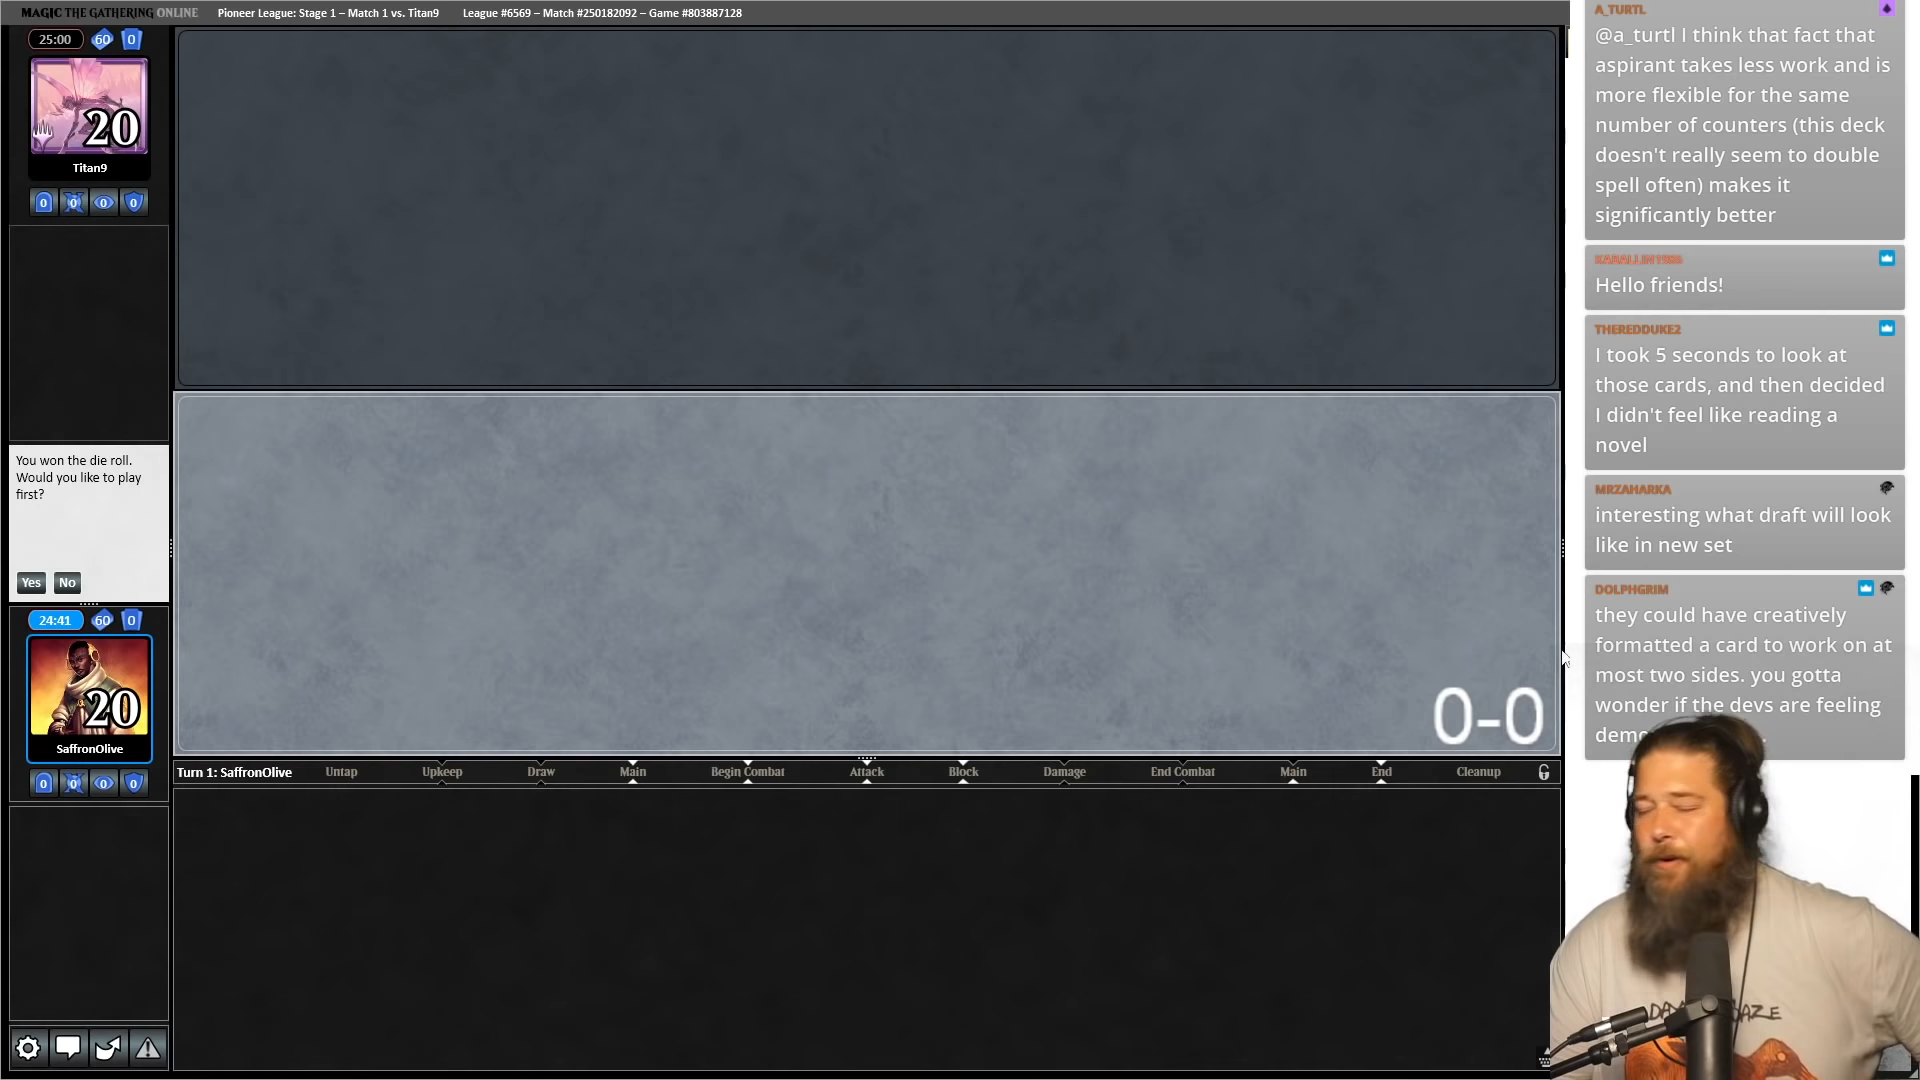 MAGIC THE GATHERING ONLINE
Pioneer League: Stage 1 – Match 1 vs. Titan9
League #6569 – Match #250182092 – Game #803887128
25:00
60
0
20
Titan9
0
0
0
0
You won the die roll.
Would you like to play
first?
Yes
No
24:41
60
0
20
SaffronOlive
0
0
0
0
0-0
Turn 1: SaffronOlive
Untap
Upkeep
Draw
Main
Begin Combat
Attack
Block
Damage
End Combat
Main
End
Cleanup
A_TURTL
@a_turtl I think that fact that
aspirant takes less work and is
more flexible for the same
number of counters (this deck
doesn't really seem to double
spell often) makes it
significantly better
Hello friends!
THEREDDUKE2
I took 5 seconds to look at
those cards, and then decided
I didn't feel like reading a
novel
MRZAHARKA
interesting what draft will look
like in new set
DOLPHGRIM
they could have creatively
formatted a card to work on at
most two sides. you gotta
wonder if the devs are feeling